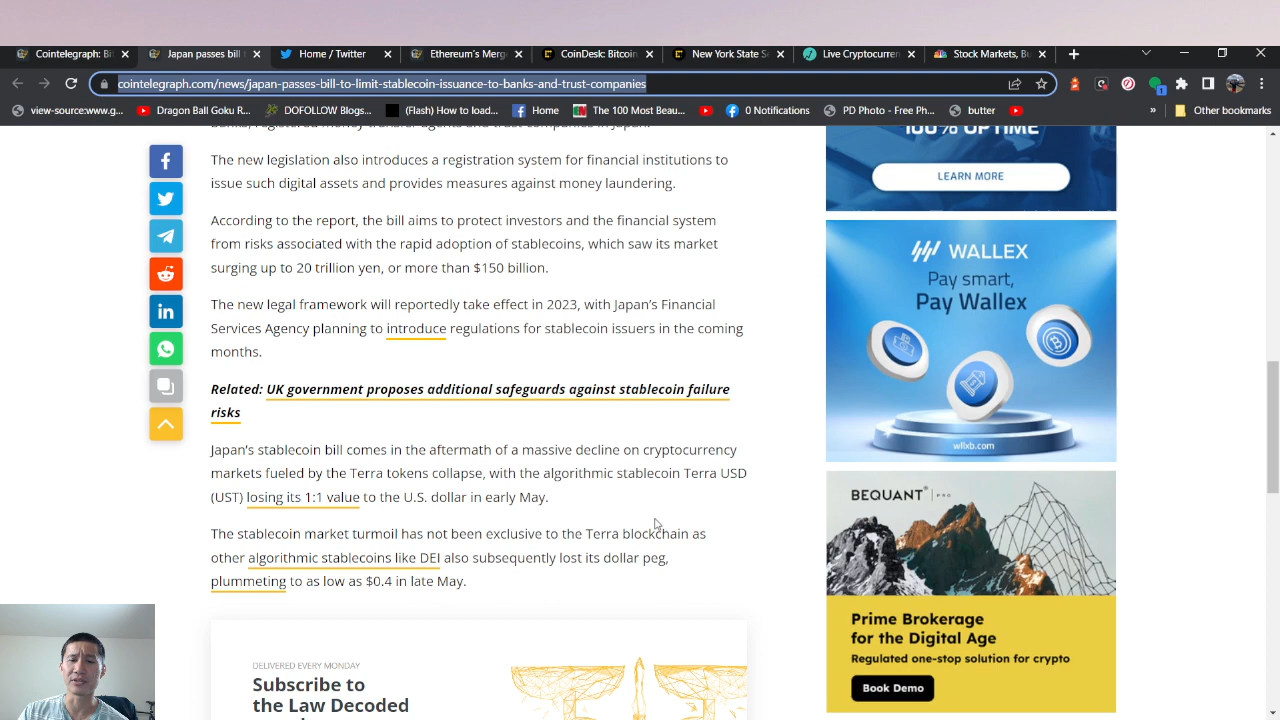 Cointelegraph: Bit
Japan passes bill t
Home / Twitter
Ethereum's Merg
CoinDesk: Bitcoin
New York State Se
Live Cryptocurren
Stock Markets, Bu
cointelegraph.com/news/japan-passes-bill-to-limit-stablecoin-issuance-to-banks-and-trust-companies
1
view-source:www.g...
Dragon Ball Goku R...
DOFOLLOW Blogs...
(Flash) How to load...
Home
The 100 Most Beau...
0 Notifications
PD Photo - Free Ph...
butter
»
Other bookmarks
The new legislation also introduces a registration system for financial institutions to
issue such digital assets and provides measures against money laundering.
According to the report, the bill aims to protect investors and the financial system
from risks associated with the rapid adoption of stablecoins, which saw its market
surging up to 20 trillion yen, or more than $150 billion.
The new legal framework will reportedly take effect in 2023, with Japan's Financial
Services Agency planning to introduce regulations for stablecoin issuers in the coming
months.
Related: UK government proposes additional safeguards against stablecoin failure
risks
Japan's stablecoin bill comes in the aftermath of a massive decline on cryptocurrency
markets fueled by the Terra tokens collapse, with the algorithmic stablecoin Terra USD
(UST) losing its 1:1 value to the U.S. dollar in early May.
The stablecoin market turmoil has not been exclusive to the Terra blockchain as
other algorithmic stablecoins like DEI also subsequently lost its dollar peg,
plummeting to as low as $0.4 in late May.
DELIVERED EVERY MONDAY
Subscribe to
the Law Decoded
100% UPTIME
LEARN MORE
WALLEX
Pay smart,
Pay Wallex
wllxb.com
BEQUANT® PRO
Prime Brokerage
for the Digital Age
Regulated one-stop solution for crypto
Book Demo